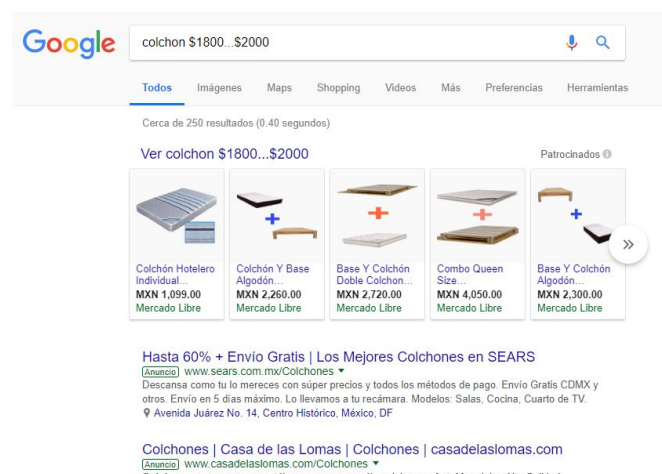 Google
colchon $1800...$2000
Todos Imágenes Maps Shopping Videos Más Preferencias Herramientas
Cerca de 250 resultados (0.40 segundos)
Ver colchon $1800...$2000 Patrocinados
Colchón Hotelero
Individual...
MXN 1,099.00
Mercado Libre
Colchón Y Base
Algodón...
MXN 2,260.00
Mercado Libre
Base Y Colchón
Doble Colchon...
MXN 2,720.00
Mercado Libre
Combo Queen
Size...
MXN 4,050.00
Mercado Libre
Base Y Colchón
Algodón...
MXN 2,300.00
Mercado Libre
Hasta 60% + Envío Gratis | Los Mejores Colchones en SEARS
Anuncio www.sears.com.mx/Colchones
Descansa como tu lo mereces con súper precios y todos los métodos de pago. Envío Gratis CDMX y
otros. Envío en 5 días máximo. Lo llevamos a tu recámara. Modelos: Salas, Cocina, Cuarto de TV.
Avenida Juárez No. 14, Centro Histórico, México, DF
Colchones | Casa de las Lomas | Colchones | casadelaslomas.com
Anuncio www.casadelaslomas.com/Colchones